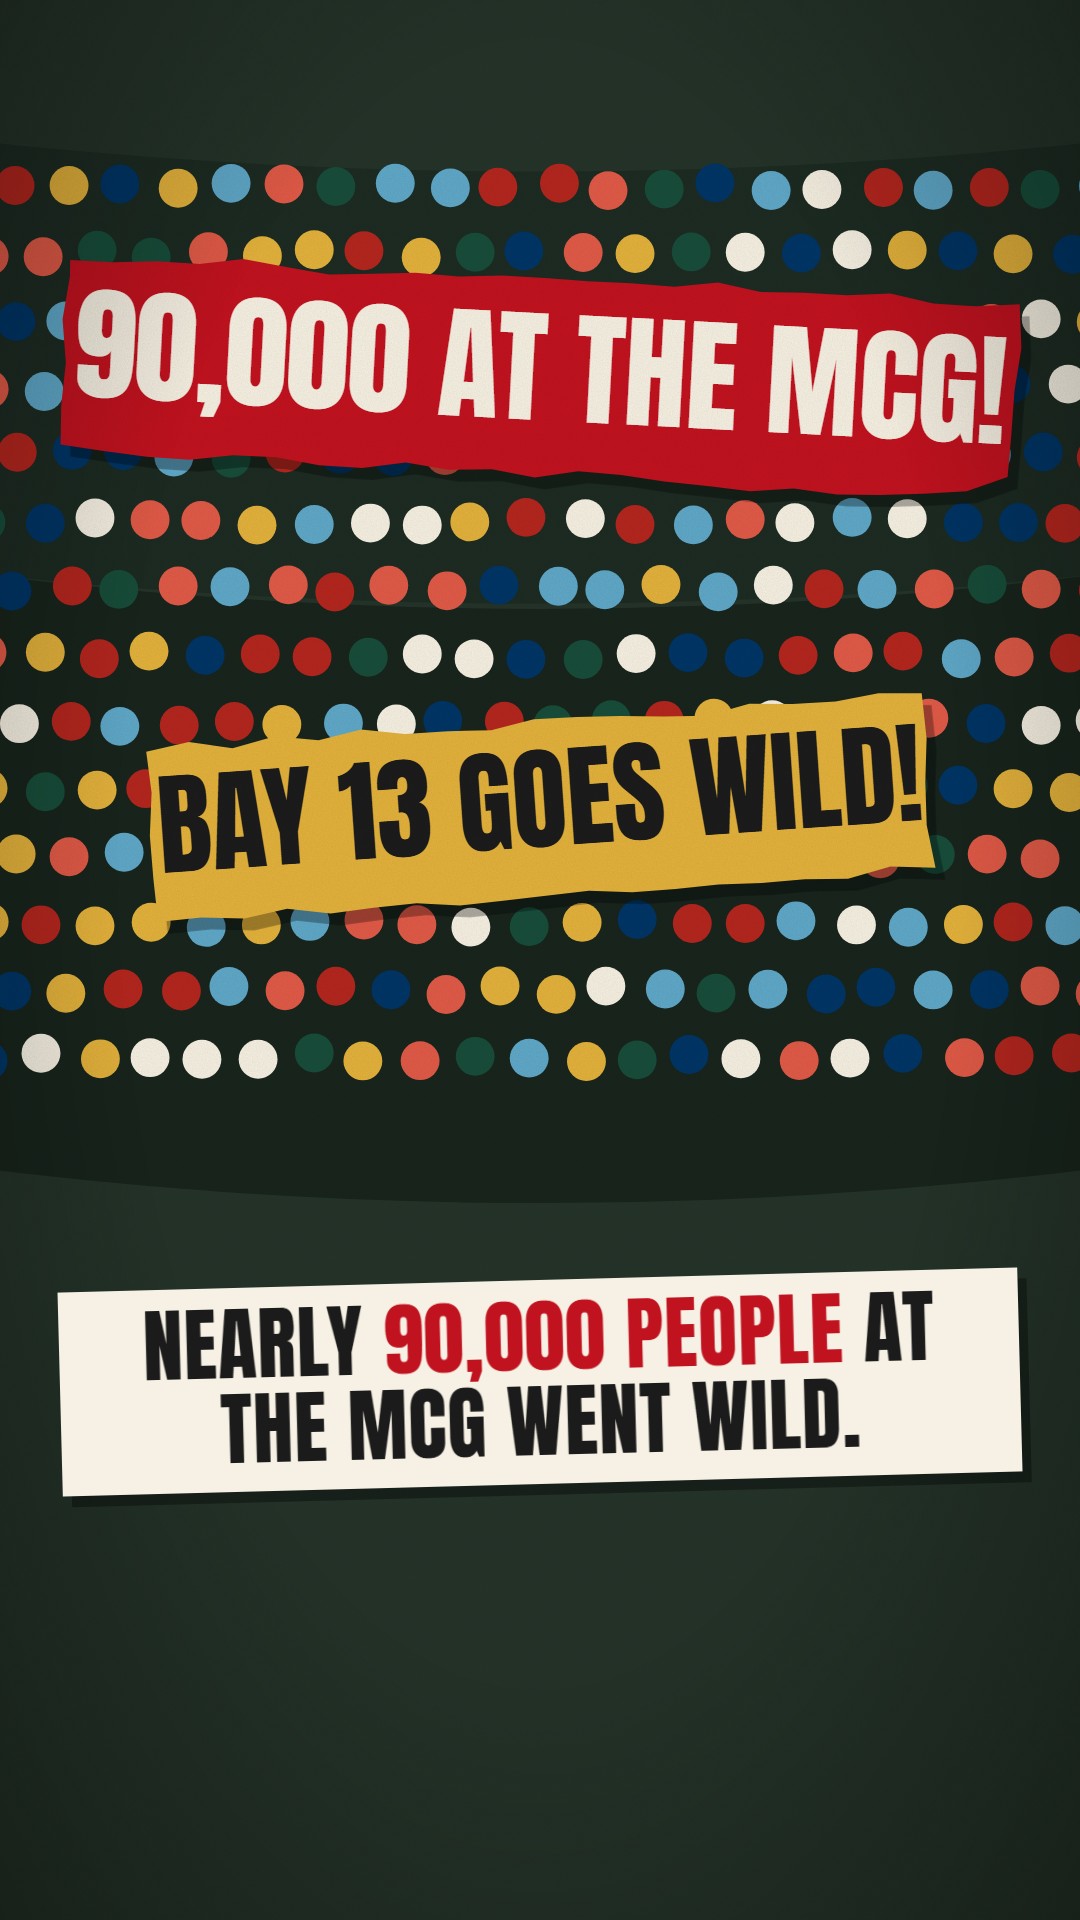 90,000 AT THE MCG!
BAY 13 GOES WILD!
NEARLY 90,000 PEOPLE AT
THE MCG WENT WILD.